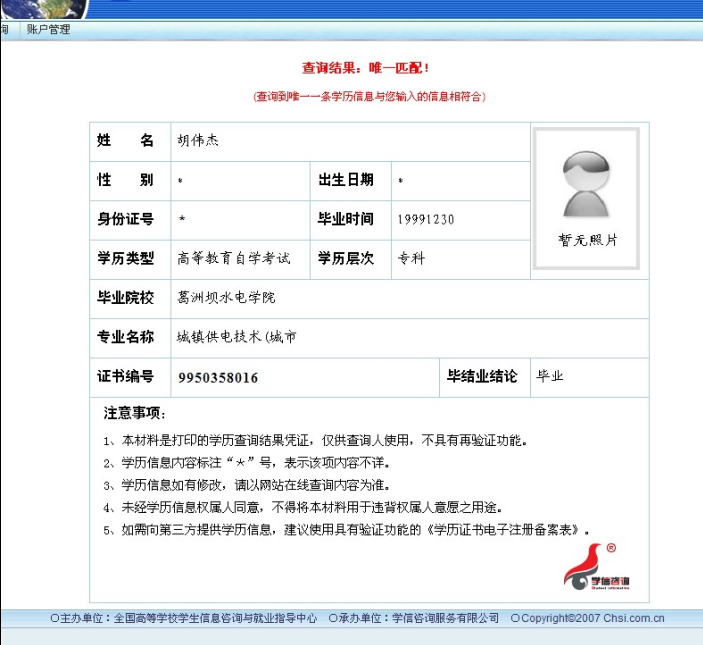 询 账户管理
查询结果：唯一匹配！
(查询到唯一一条学历信息与您输入的信息相符合)
姓 名 胡伟杰
性 别 * 出生日期 *
身份证号 * 毕业时间 19991230
暂无照片
学历类型 高等教育自学考试 学历层次 专科
毕业院校 葛洲坝水电学院
专业名称 城镇供电技术(城市
证书编号 9950358016 毕结业结论 毕业
注意事项：
1、本材料是打印的学历查询结果凭证，仅供查询人使用，不具有再验证功能。
2、学历信息内容标注“*”号，表示该项内容不详。
3、学历信息如有修改，请以网站在线查询内容为准。
4、未经学历信息权属人同意，不得将本材料用于违背权属人意愿之用途。
5、如需向第三方提供学历信息，建议使用具有验证功能的《学历证书电子注册备案表》。
®
学信咨询
主办单位：全国高等学校学生信息咨询与就业指导中心 承办单位：学信咨询服务有限公司 Copyright©2007 Chsi.com.cn